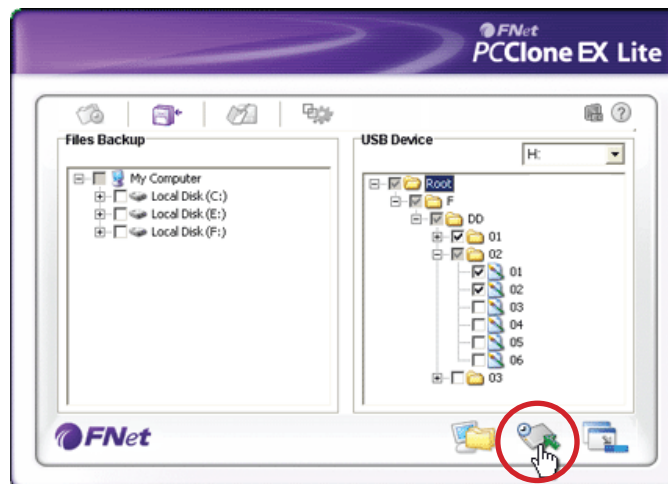 FNet
PCClone EX Lite
Files Backup
USB Device
H:
My Computer
Local Disk (C:)
Local Disk (E:)
Local Disk (F:)
Root
F
DD
01
02
01
02
03
04
05
06
03
FNet